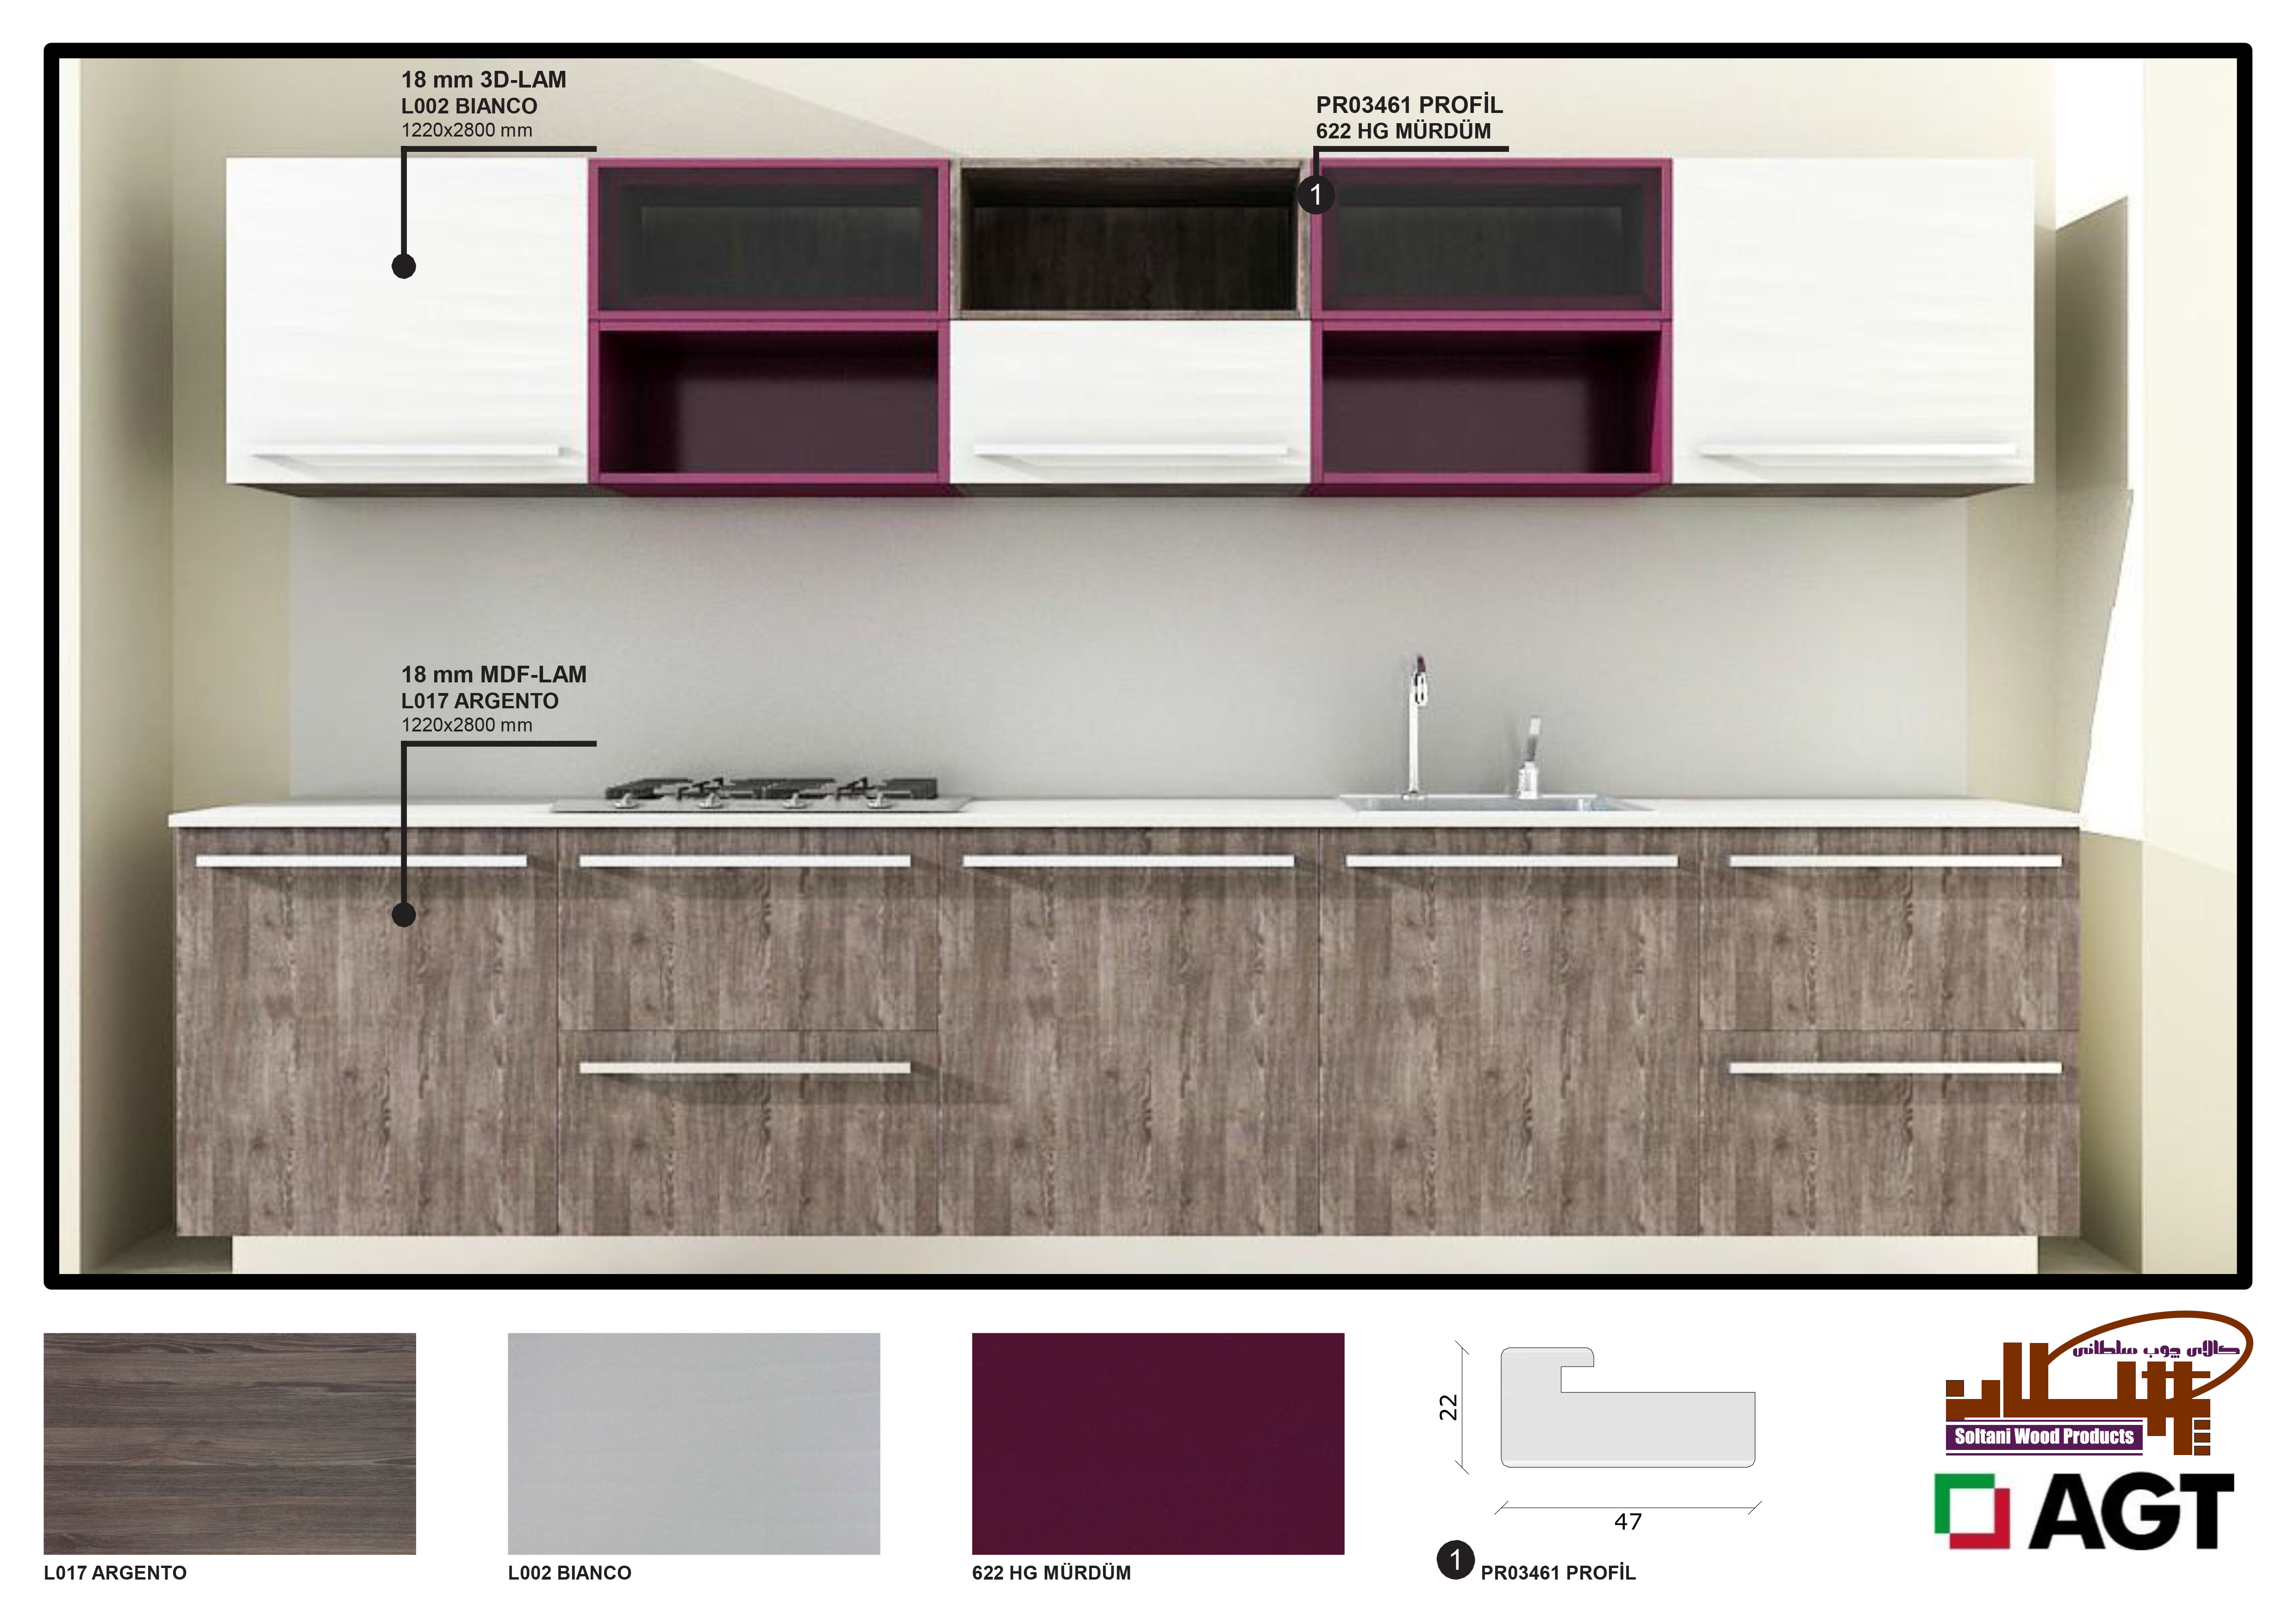 18 mm 3D-LAM
L002 BIANCO
1220x2800 mm
PR03461 PROFİL
622 HG MÜRDÜM
1
18 mm MDF-LAM
L017 ARGENTO
1220x2800 mm
L017 ARGENTO
L002 BIANCO
622 HG MÜRDÜM
22
47
1 PR03461 PROFİL
کالای چوب سلطانی
Soltani Wood Products
AGT